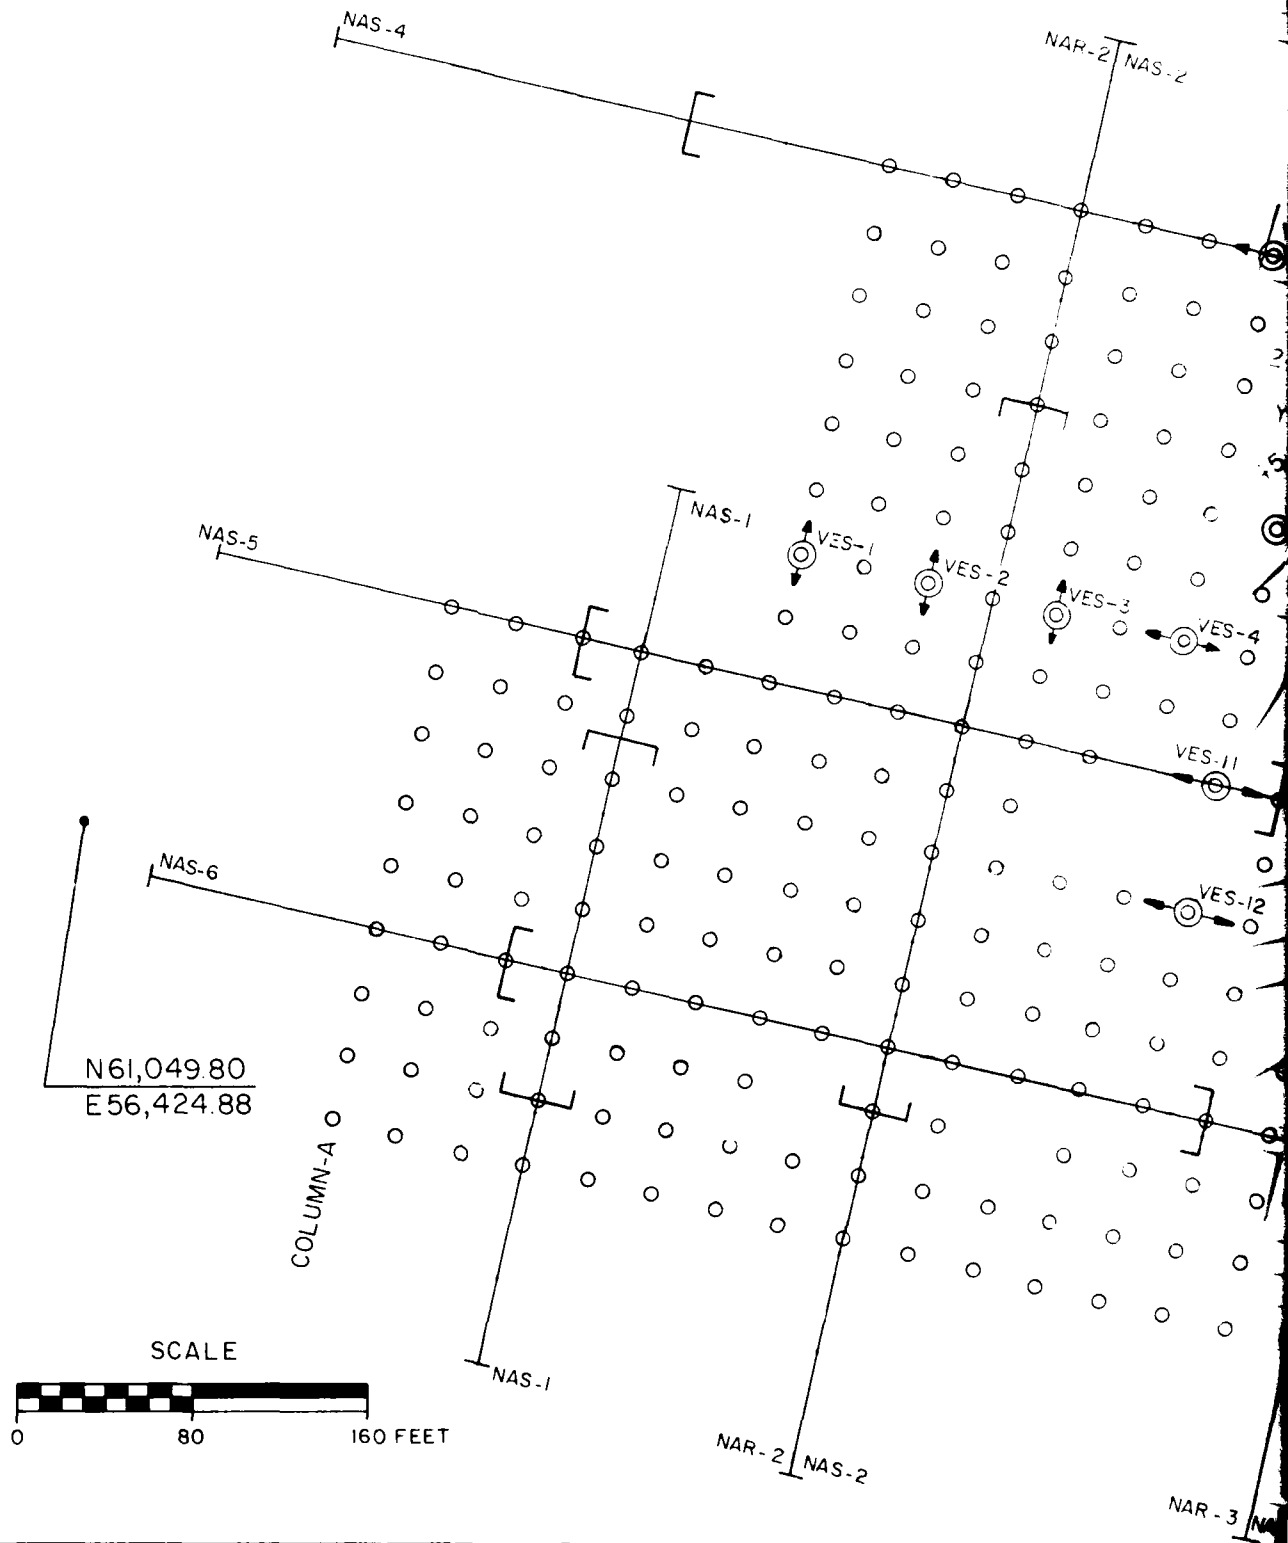 NAS-4
NAR-2 NAS-2
NAS-1
NAS-5
VES-1
VES-2
VES-3
VES-4
VES-11
NAS-6
VES-12
N61,049.80
E56,424.88
COLUMN-A
SCALE
0 80 160 FEET
NAS-1
NAR-2 NAS-2
NAR-3